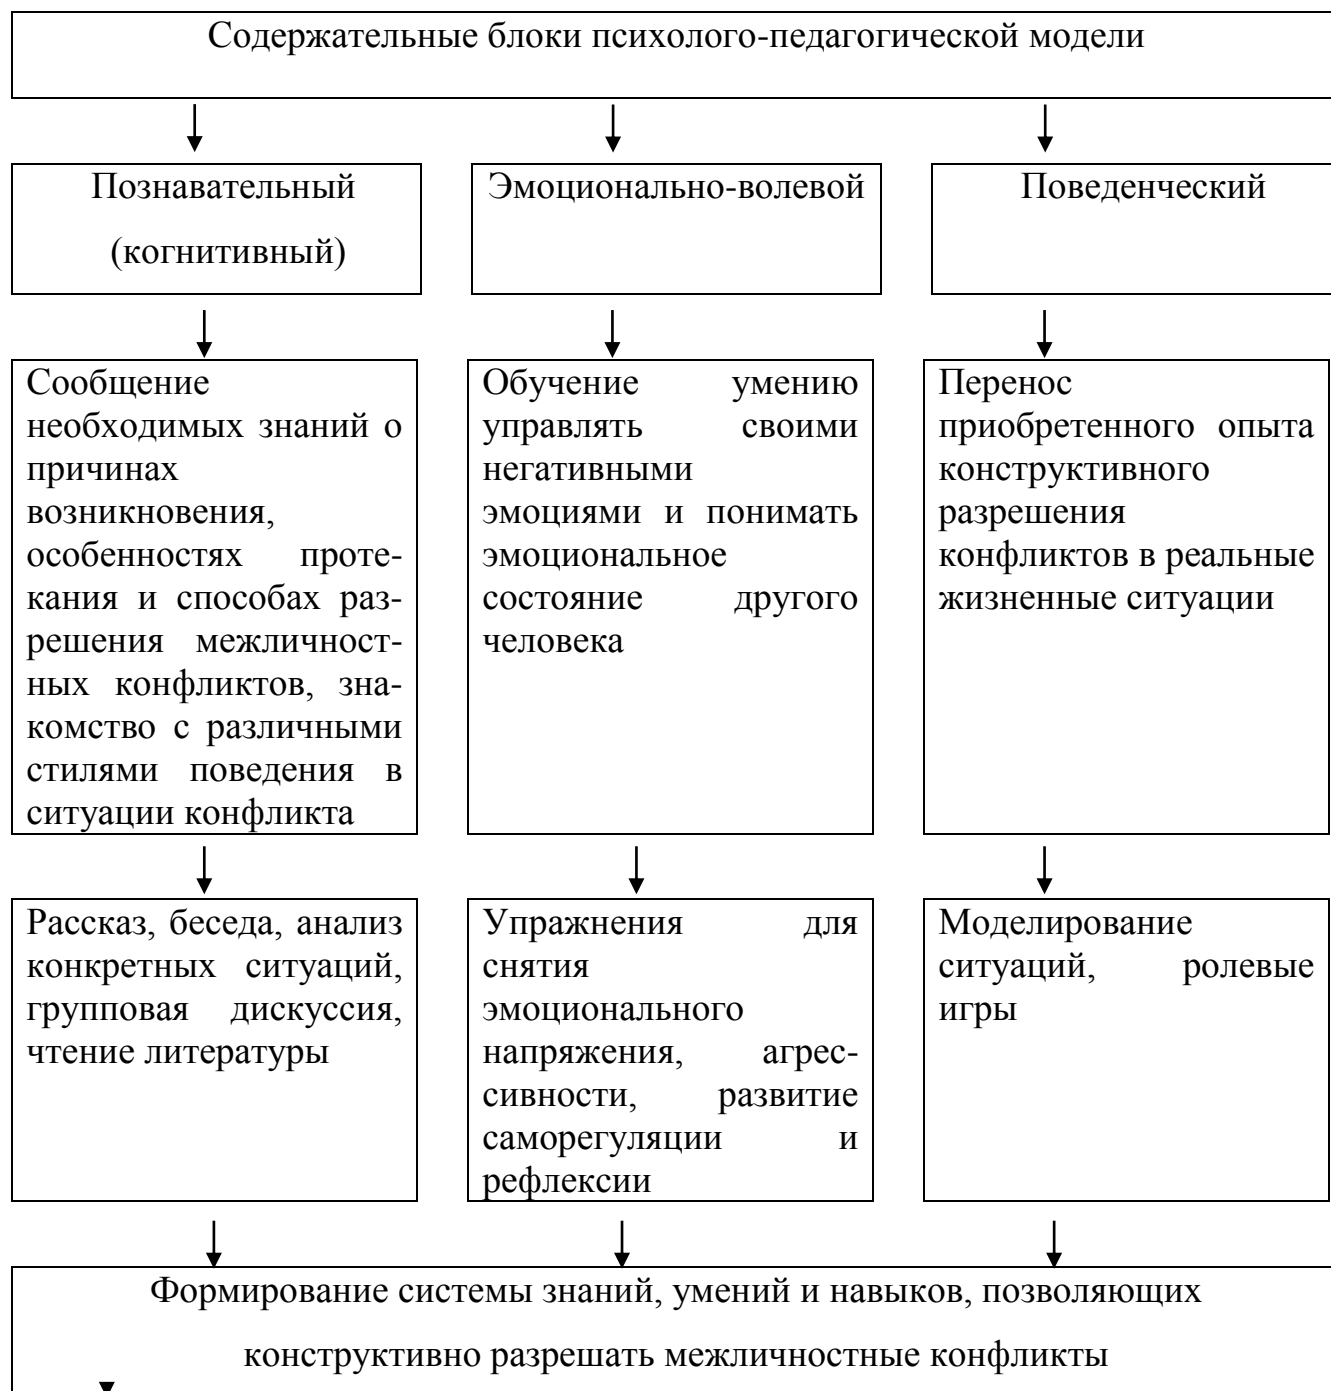 Содержательные блоки психолого-педагогической модели
Познавательный
(когнитивный)
Эмоционально-волевой
Поведенческий
Сообщение
необходимых знаний о
причинах
возникновения,
особенностях проте-
кания и способах раз-
решения межличност-
ных конфликтов, зна-
комство с различными
стилями поведения в
ситуации конфликта
Обучение умению
управлять своими
негативными
эмоциями и понимать
эмоциональное
состояние другого
человека
Перенос
приобретенного опыта
конструктивного
разрешения
конфликтов в реальные
жизненные ситуации
Рассказ, беседа, анализ
конкретных ситуаций,
групповая дискуссия,
чтение литературы
Упражнения для
снятия
эмоционального
напряжения, агрес-
сивности, развитие
саморегуляции и
рефлексии
Моделирование
ситуаций, ролевые
игры
Формирование системы знаний, умений и навыков, позволяющих
конструктивно разрешать межличностные конфликты